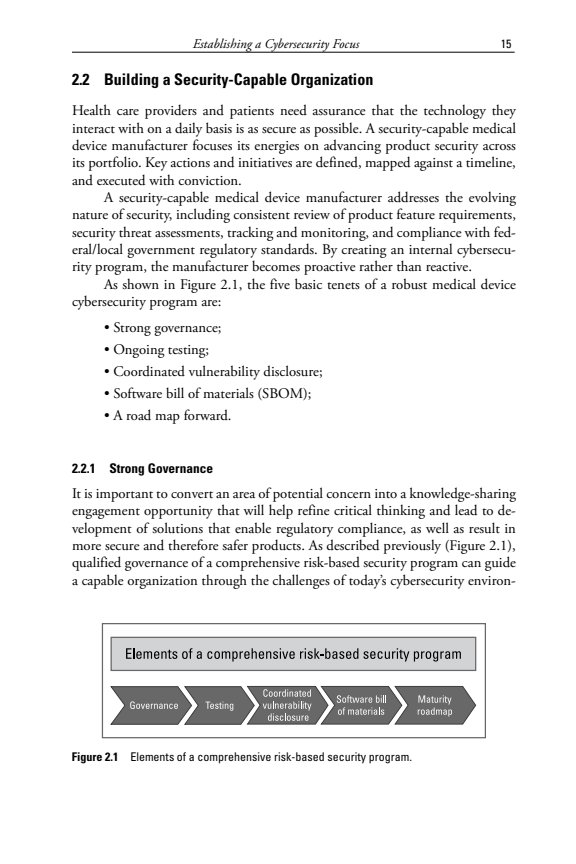 Establishing a Cybersecurity Focus 15
2.2 Building a Security-Capable Organization
Health care providers and patients need assurance that the technology they
interact with on a daily basis is as secure as possible. A security-capable medical
device manufacturer focuses its energies on advancing product security across
its portfolio. Key actions and initiatives are defined, mapped against a timeline,
and executed with conviction.
A security-capable medical device manufacturer addresses the evolving
nature of security, including consistent review of product feature requirements,
security threat assessments, tracking and monitoring, and compliance with fed-
eral/local government regulatory standards. By creating an internal cybersecu-
rity program, the manufacturer becomes proactive rather than reactive.
As shown in Figure 2.1, the five basic tenets of a robust medical device
cybersecurity program are:
• Strong governance;
• Ongoing testing;
• Coordinated vulnerability disclosure;
• Software bill of materials (SBOM);
• A road map forward.
2.2.1 Strong Governance
It is important to convert an area of potential concern into a knowledge-sharing
engagement opportunity that will help refine critical thinking and lead to de-
velopment of solutions that enable regulatory compliance, as well as result in
more secure and therefore safer products. As described previously (Figure 2.1),
qualified governance of a comprehensive risk-based security program can guide
a capable organization through the challenges of today's cybersecurity environ-
Elements of a comprehensive risk-based security program
Governance
Testing
Coordinated
vulnerability
disclosure
Software bill
of materials
Maturity
roadmap
Figure 2.1 Elements of a comprehensive risk-based security program.